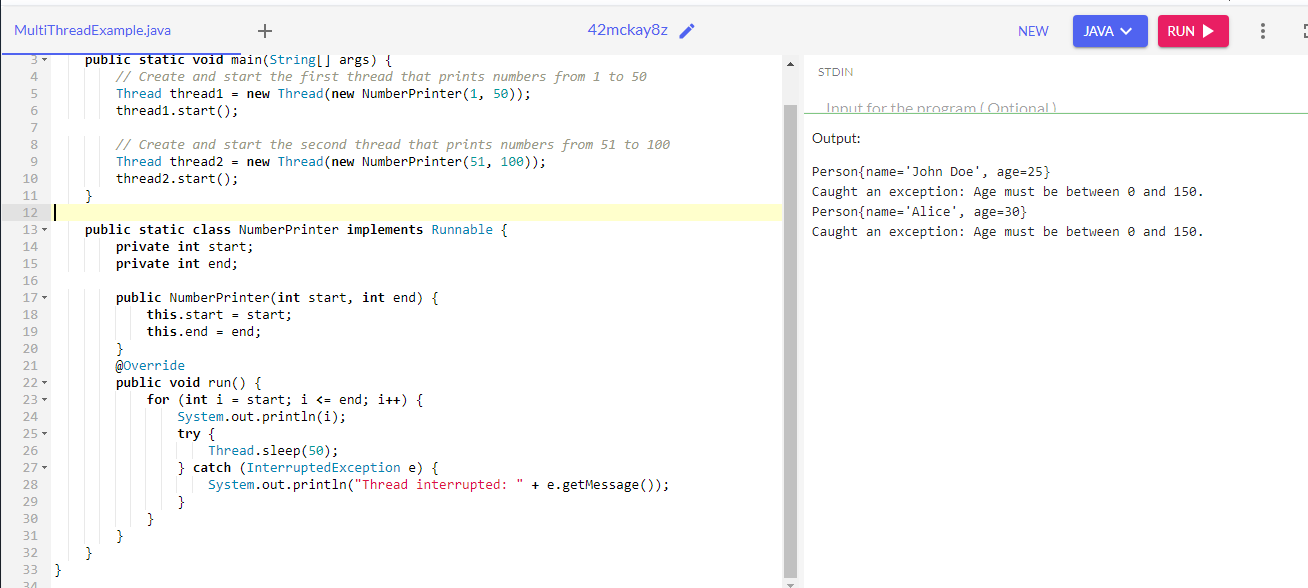 MultiThreadExample.java
+
42mckay8z
NEW
JAVA
RUN
3 public static void main(String[] args) {
4 // Create and start the first thread that prints numbers from 1 to 50
5 Thread thread1 = new Thread(new NumberPrinter(1, 50));
6 thread1.start();
7
8 // Create and start the second thread that prints numbers from 51 to 100
9 Thread thread2 = new Thread(new NumberPrinter(51, 100));
10 thread2.start();
11 }
12
13 public static class NumberPrinter implements Runnable {
14 private int start;
15 private int end;
16
17 public NumberPrinter(int start, int end) {
18 this.start = start;
19 this.end = end;
20 }
21 @Override
22 public void run() {
23 for (int i = start; i <= end; i++) {
24 System.out.println(i);
25 try {
26 Thread.sleep(50);
27 } catch (InterruptedException e) {
28 System.out.println("Thread interrupted: " + e.getMessage());
29 }
30 }
31 }
32 }
33 }
34
STDIN
Input for the program ( Optional )
Output:
Person{name='John Doe', age=25}
Caught an exception: Age must be between 0 and 150.
Person{name='Alice', age=30}
Caught an exception: Age must be between 0 and 150.